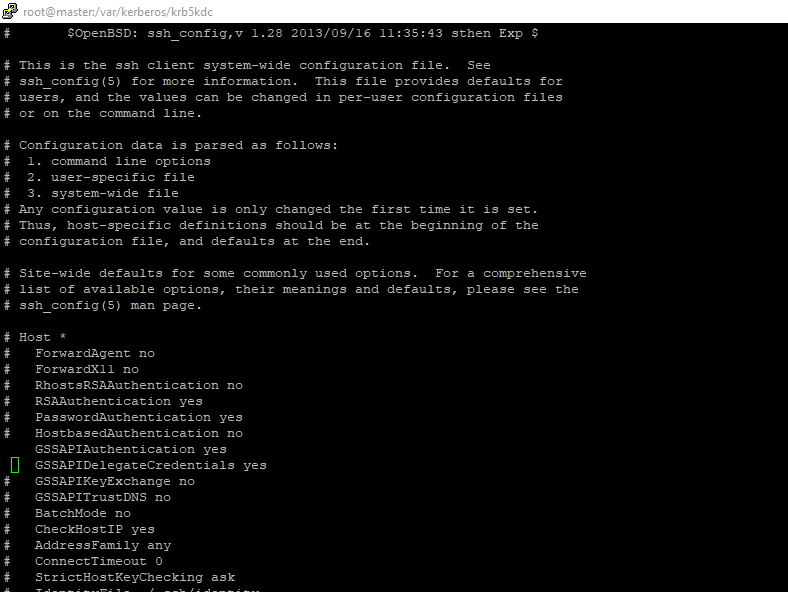 root@master:/var/kerberos/krb5kdc
# $OpenBSD: ssh_config,v 1.28 2013/09/16 11:35:43 sthen Exp $
# This is the ssh client system-wide configuration file.  See
# ssh_config(5) for more information.  This file provides defaults for
# users, and the values can be changed in per-user configuration files
# or on the command line.
# Configuration data is parsed as follows:
#  1. command line options
#  2. user-specific file
#  3. system-wide file
# Any configuration value is only changed the first time it is set.
# Thus, host-specific definitions should be at the beginning of the
# configuration file, and defaults at the end.
# Site-wide defaults for some commonly used options.  For a comprehensive
# list of available options, their meanings and defaults, please see the
# ssh_config(5) man page.
# Host *
#   ForwardAgent no
#   ForwardX11 no
#   RhostsRSAAuthentication no
#   RSAAuthentication yes
#   PasswordAuthentication yes
#   HostbasedAuthentication no
    GSSAPIAuthentication yes
    GSSAPIDelegateCredentials yes
#   GSSAPIKeyExchange no
#   GSSAPITrustDNS no
#   BatchMode no
#   CheckHostIP yes
#   AddressFamily any
#   ConnectTimeout 0
#   StrictHostKeyChecking ask